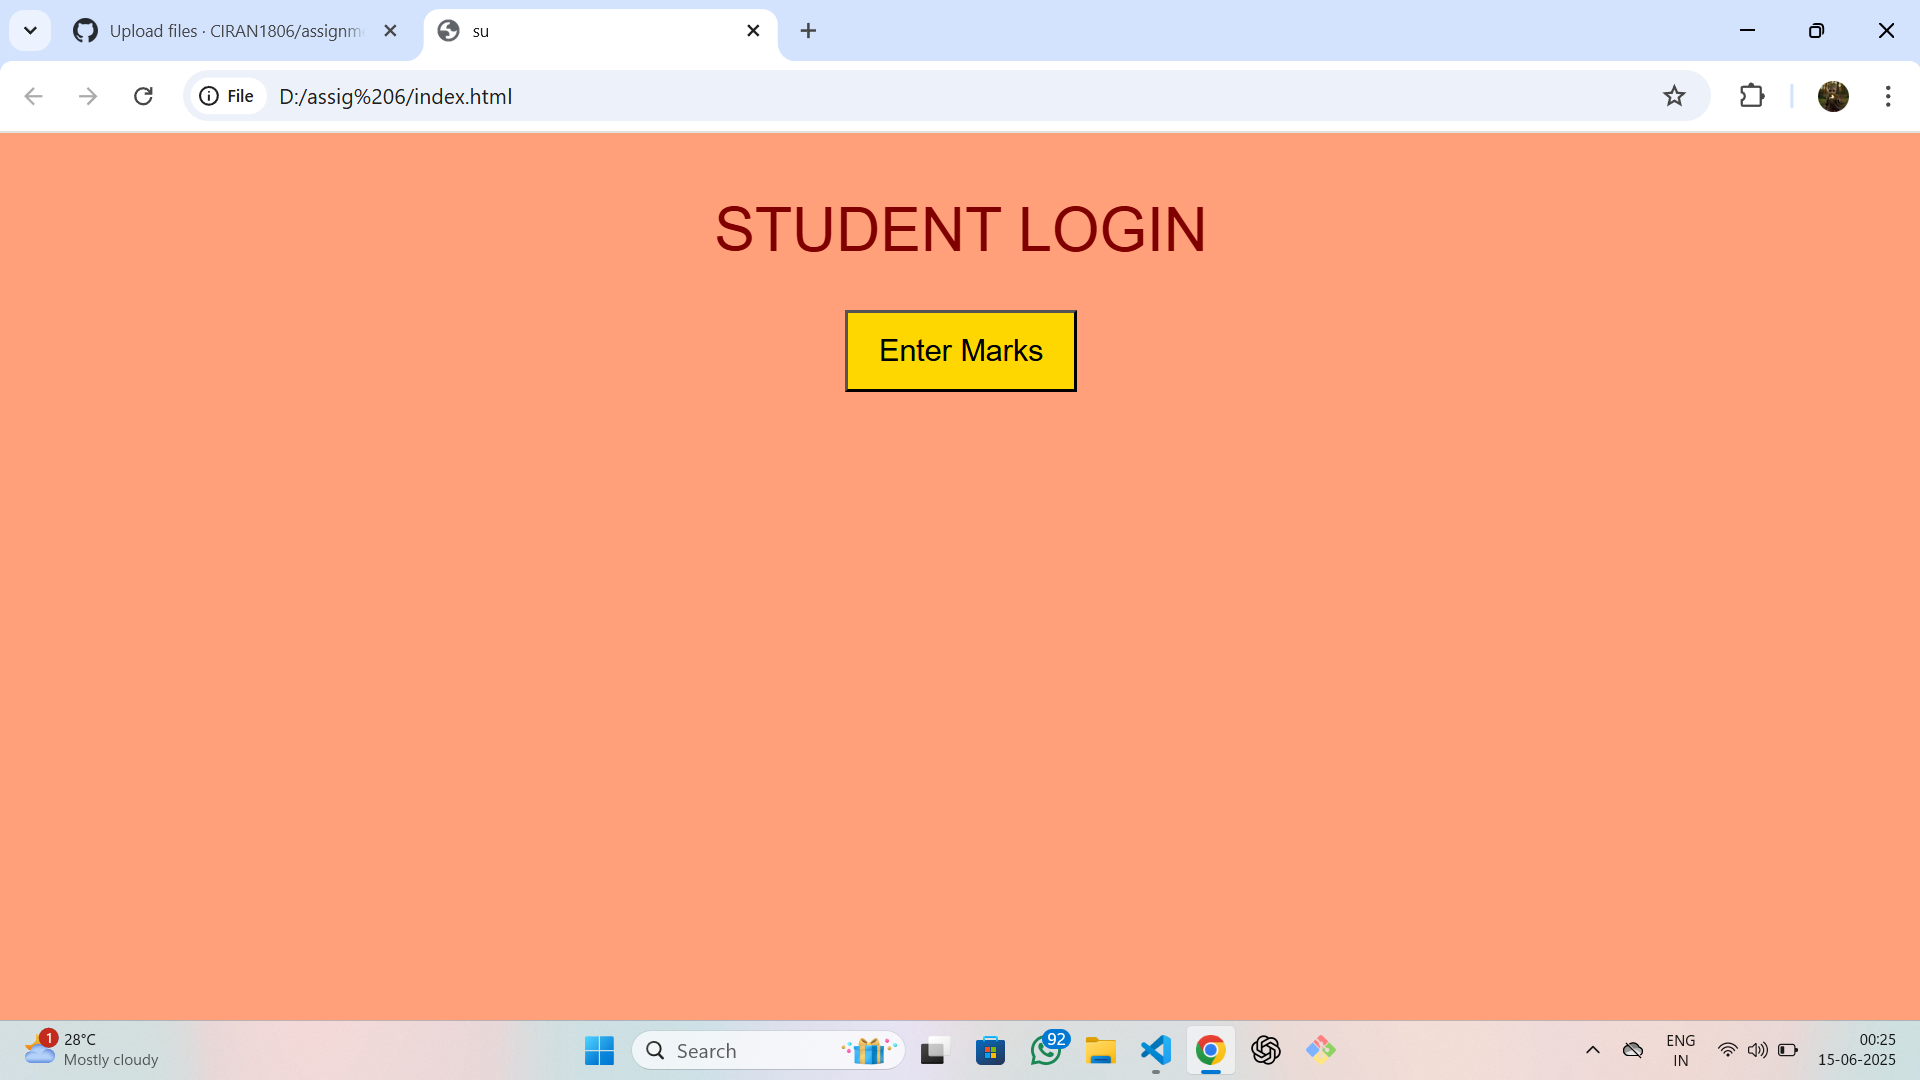 Upload files · CIRAN1806/assignm
su
File
D:/assig%206/index.html
STUDENT LOGIN
Enter Marks
1
28°C
Mostly cloudy
Search
92
ENG
IN
00:25
15-06-2025